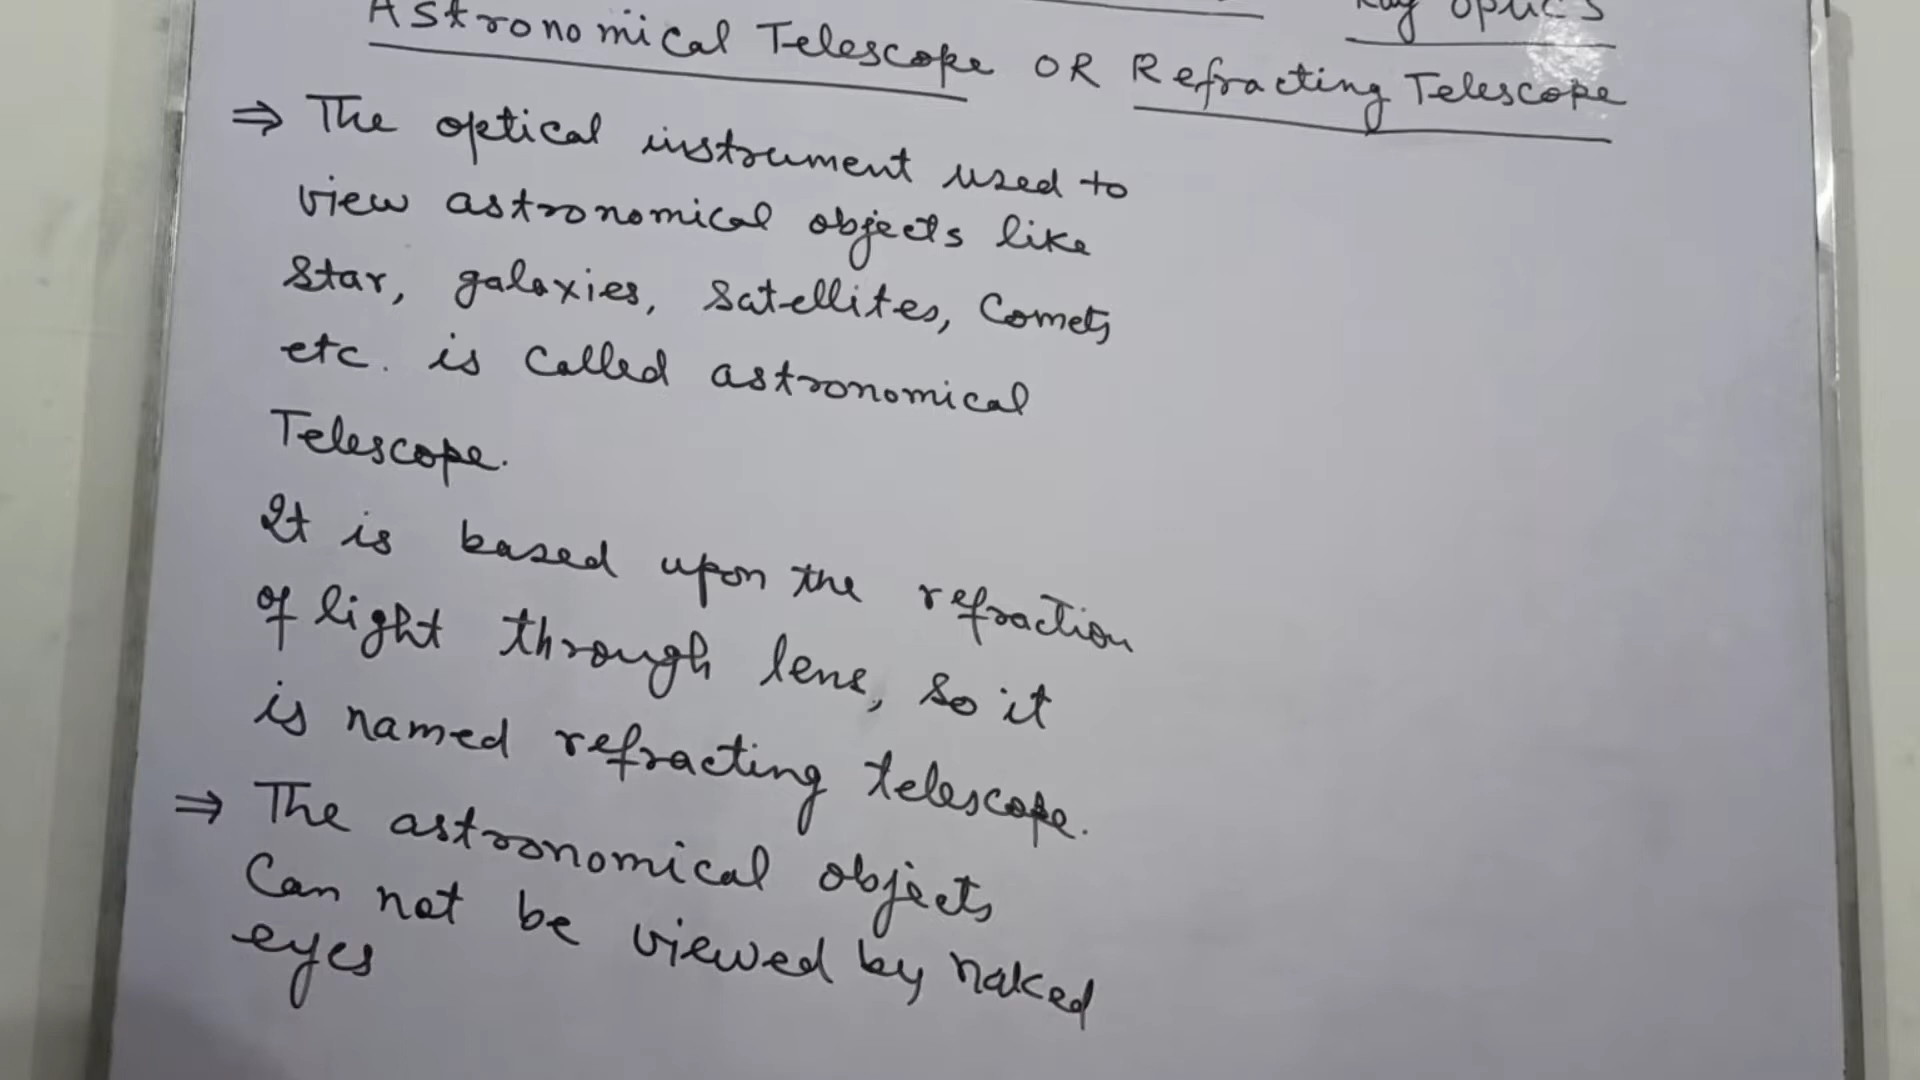 Ray optics
Astronomical Telescope OR Refracting Telescope
⇒ The optical instrument used to
view astronomical objects like
Star, galaxies, Satellites, Comets
etc. is Called astronomical
Telescope.
It is based upon the refraction
of light through lens, so it
is named refracting telescope.
⇒ The astronomical objects
Can not be viewed by naked
eyes